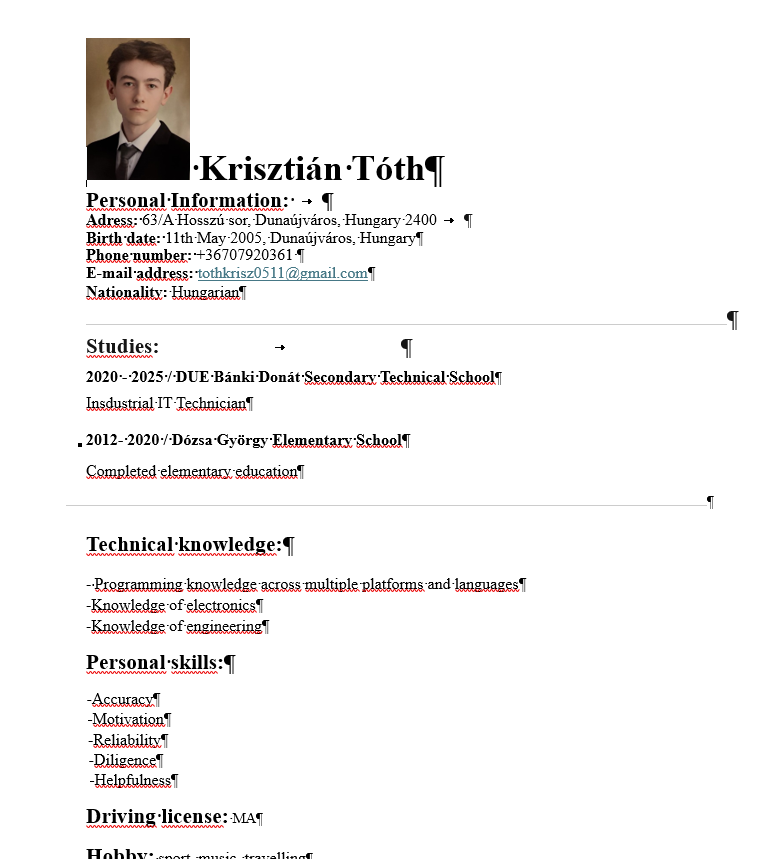 Krisztián Tóth
Personal Information:
Adress: 63/A Hosszú sor, Dunaújváros, Hungary 2400
Birth date: 11th May 2005, Dunaújváros, Hungary
Phone number: +36707920361
E-mail address: tothkrisz0511@gmail.com
Nationality: Hungarian
Studies:
2020 - 2025 / DUE Bánki Donát Secondary Technical School
Insdustrial IT Technician
2012- 2020 / Dózsa György Elementary School
Completed elementary education
Technical knowledge:
- Programming knowledge across multiple platforms and languages
-Knowledge of electronics
-Knowledge of engineering
Personal skills:
-Accuracy
-Motivation
-Reliability
-Diligence
-Helpfulness
Driving license: MA
Hobby: sport, music, travelling